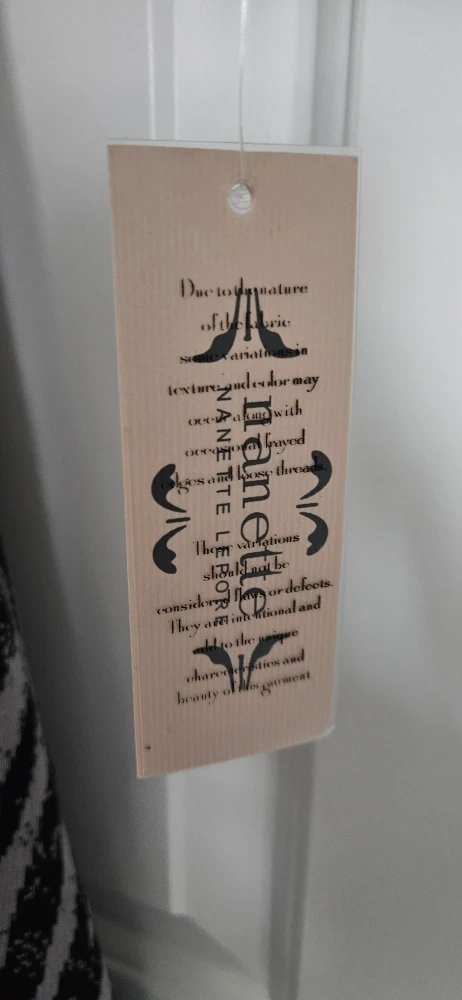 Due to the nature
of the fabric
some variations in
texture and color may
occur along with
occasional frayed
edges and loose threads.
These variations
should not be
considered flaws or defects.
They are intentional and
add to the unique
charecteristics and
beauty of this garment
nanette
NANETTE LEPORE